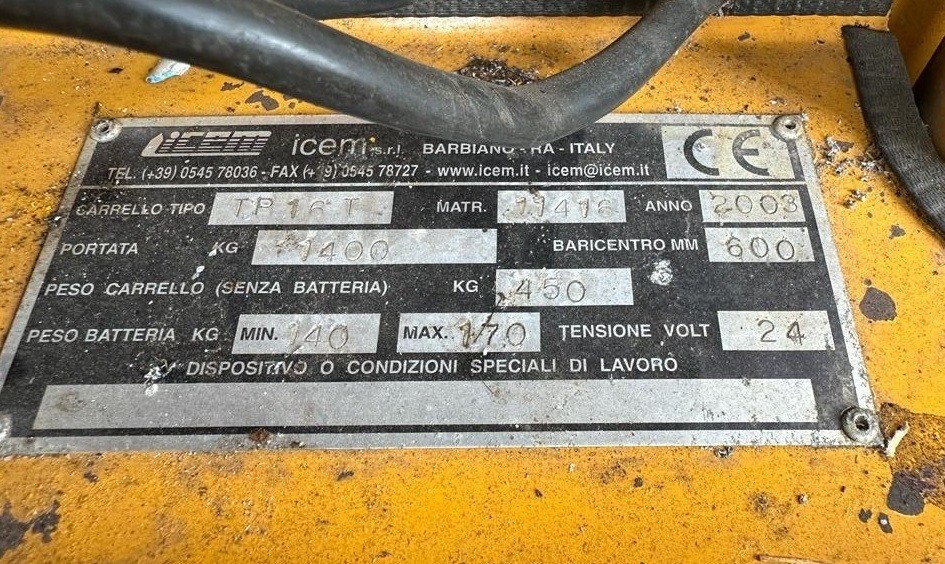 icem icem s.r.l. BARBIANO - RA - ITALY CE
TEL. (+39) 0545 78036 - FAX (+39) 0545 78727 - www.icem.it - icem@icem.it
CARRELLO TIPO TP 16 T MATR. 11416 ANNO 2003
PORTATA KG 1400 BARICENTRO MM 600
PESO CARRELLO (SENZA BATTERIA) KG 450
PESO BATTERIA KG MIN. 140 MAX. 170 TENSIONE VOLT 24
DISPOSITIVO O CONDIZIONI SPECIALI DI LAVORO